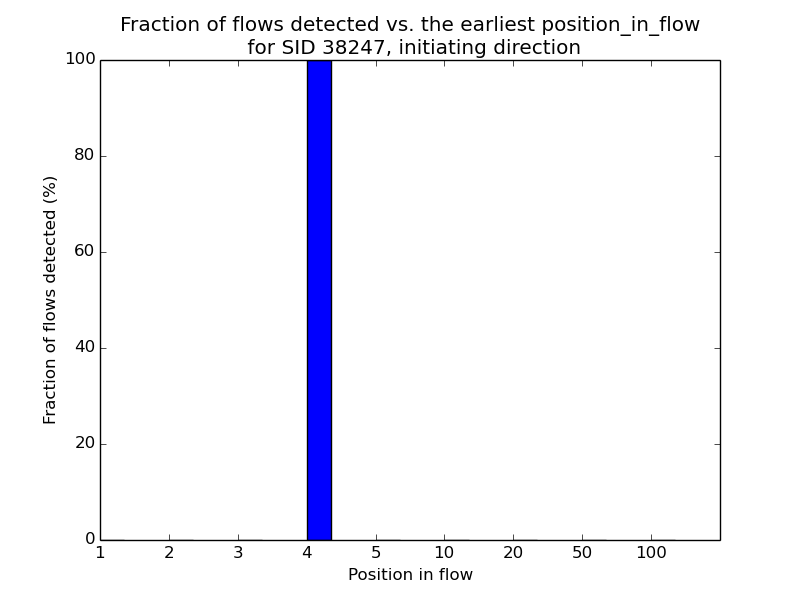 Fraction of flows detected vs. the earliest position_in_flow
for SID 38247, initiating direction
100
80
60
40
20
0
Fraction of flows detected (%)
1 2 3 4 5 10 20 50 100
Position in flow